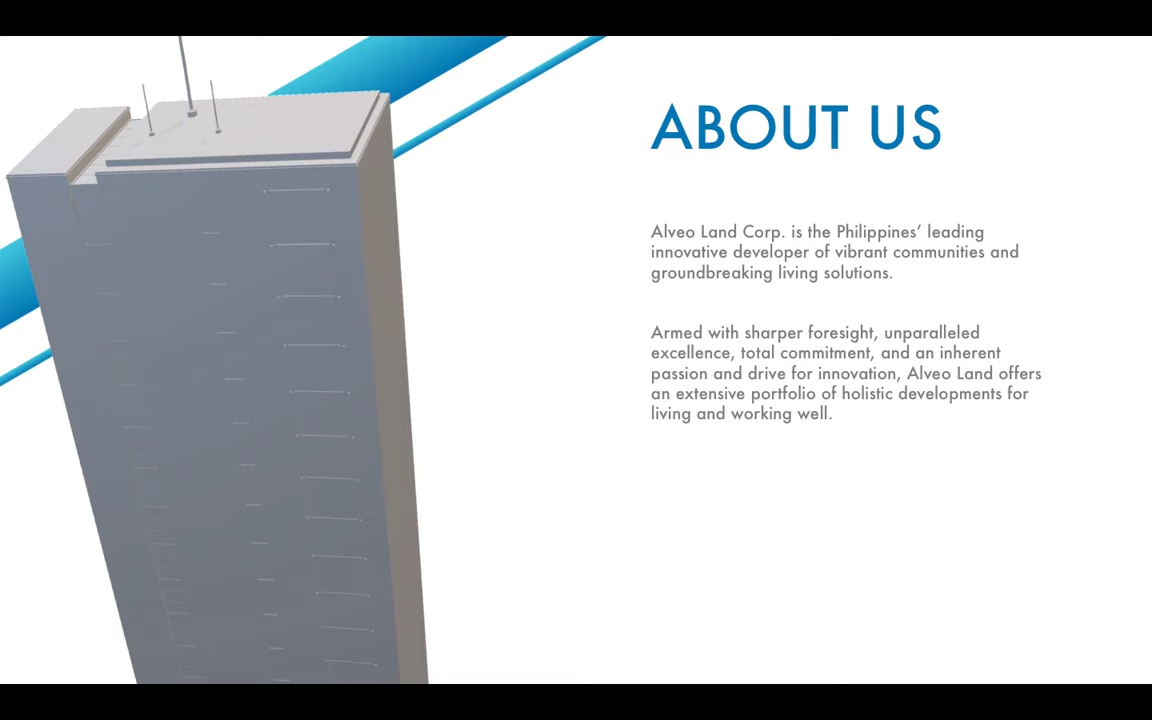 ABOUT US
Alveo Land Corp. is the Philippines’ leading
innovative developer of vibrant communities and
groundbreaking living solutions.
Armed with sharper foresight, unparalleled
excellence, total commitment, and an inherent
passion and drive for innovation, Alveo Land offers
an extensive portfolio of holistic developments for
living and working well.